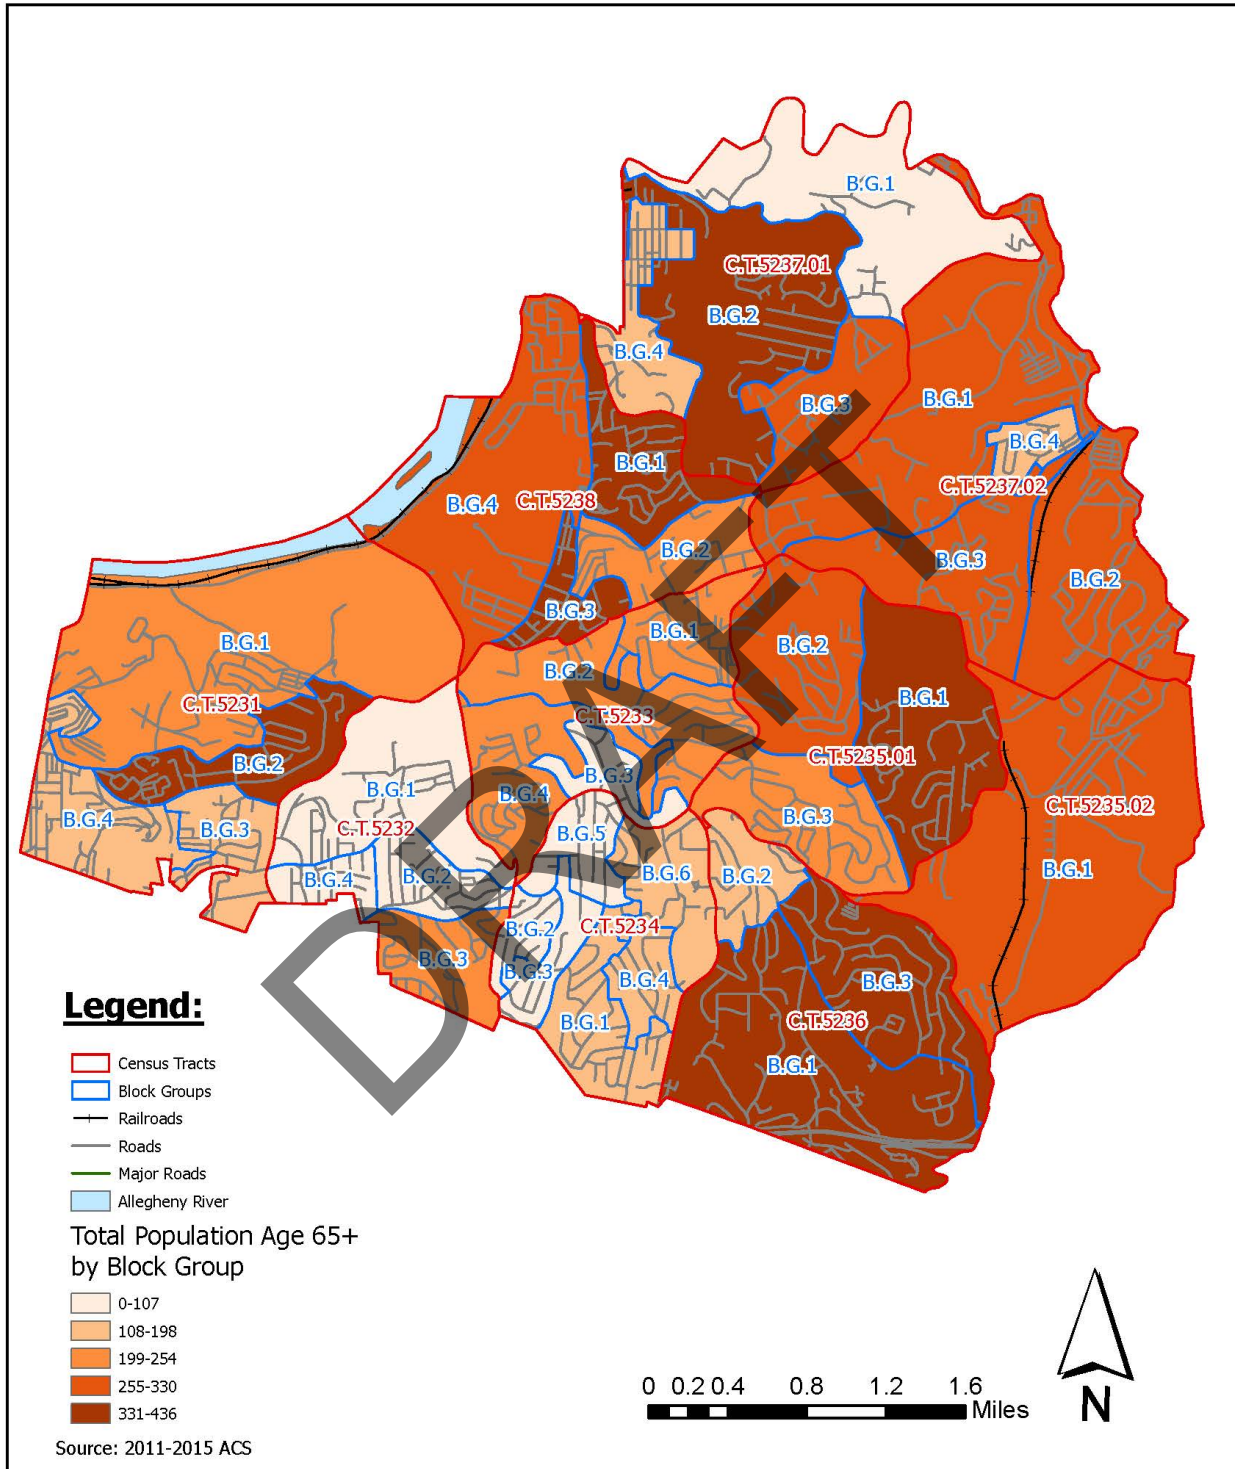 B.G.1
C.T.5237.01
B.G.2
B.G.4
B.G.3
B.G.1
B.G.4
B.G.1
C.T.5237.02
B.G.4
C.T.5238
B.G.2
B.G.3
B.G.2
B.G.3
B.G.1
B.G.1
B.G.2
B.G.2
B.G.1
C.T.5231
C.T.5233
B.G.2
C.T.5235.01
B.G.3
B.G.1
B.G.4
C.T.5235.02
B.G.4
B.G.3
C.T.5232
B.G.5
B.G.3
B.G.4
B.G.2
B.G.6
B.G.2
B.G.1
B.G.2
C.T.5234
B.G.3
B.G.3
B.G.4
B.G.3
B.G.1
C.T.5236
B.G.1
DRAFT
Legend:
Census Tracts
Block Groups
Railroads
Roads
Major Roads
Allegheny River
Total Population Age 65+
by Block Group
0-107
108-198
199-254
255-330
331-436
Source: 2011-2015 ACS
0 0.2 0.4 0.8 1.2 1.6
Miles
N